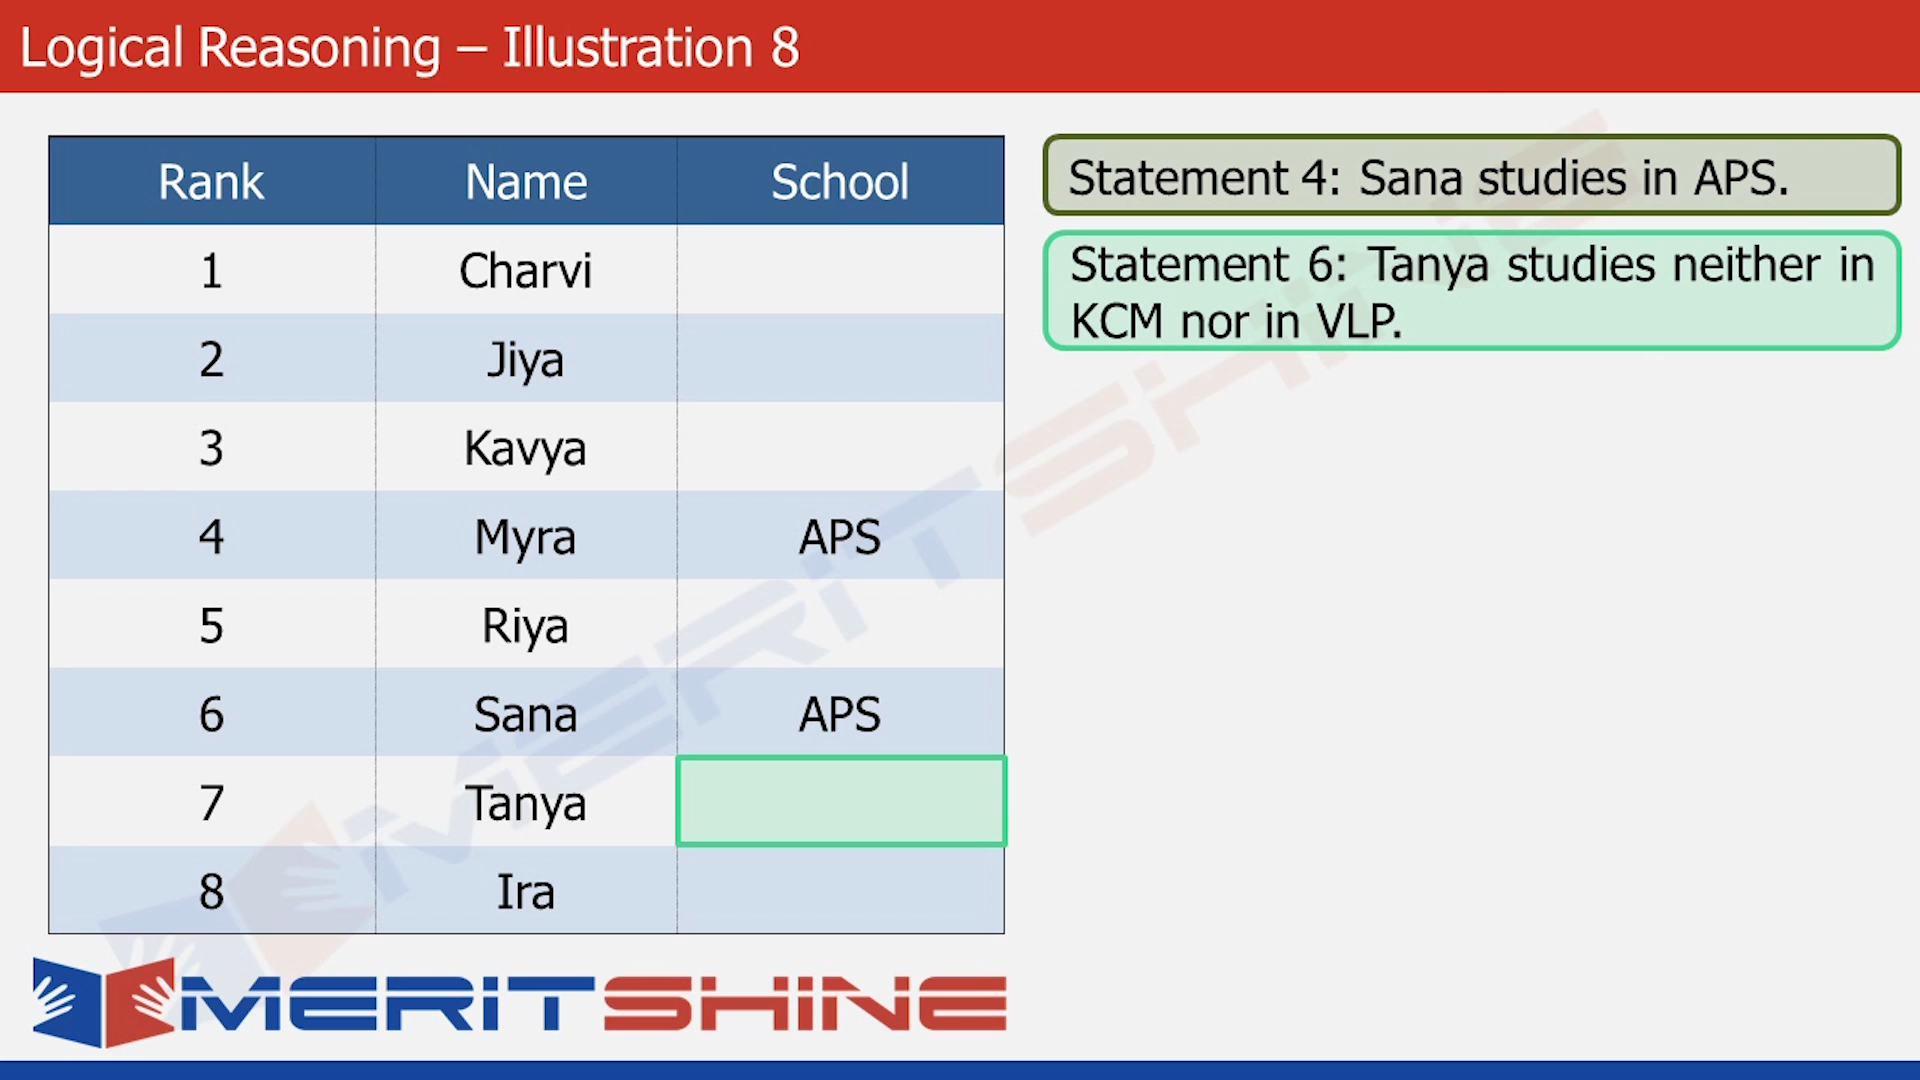 Logical Reasoning – Illustration 8
Rank Name School
1 Charvi
2 Jiya
3 Kavya
4 Myra APS
5 Riya
6 Sana APS
7 Tanya
8 Ira
Statement 4: Sana studies in APS.
Statement 6: Tanya studies neither in
KCM nor in VLP.
MERiTSHiNE
MERiTSHiNE